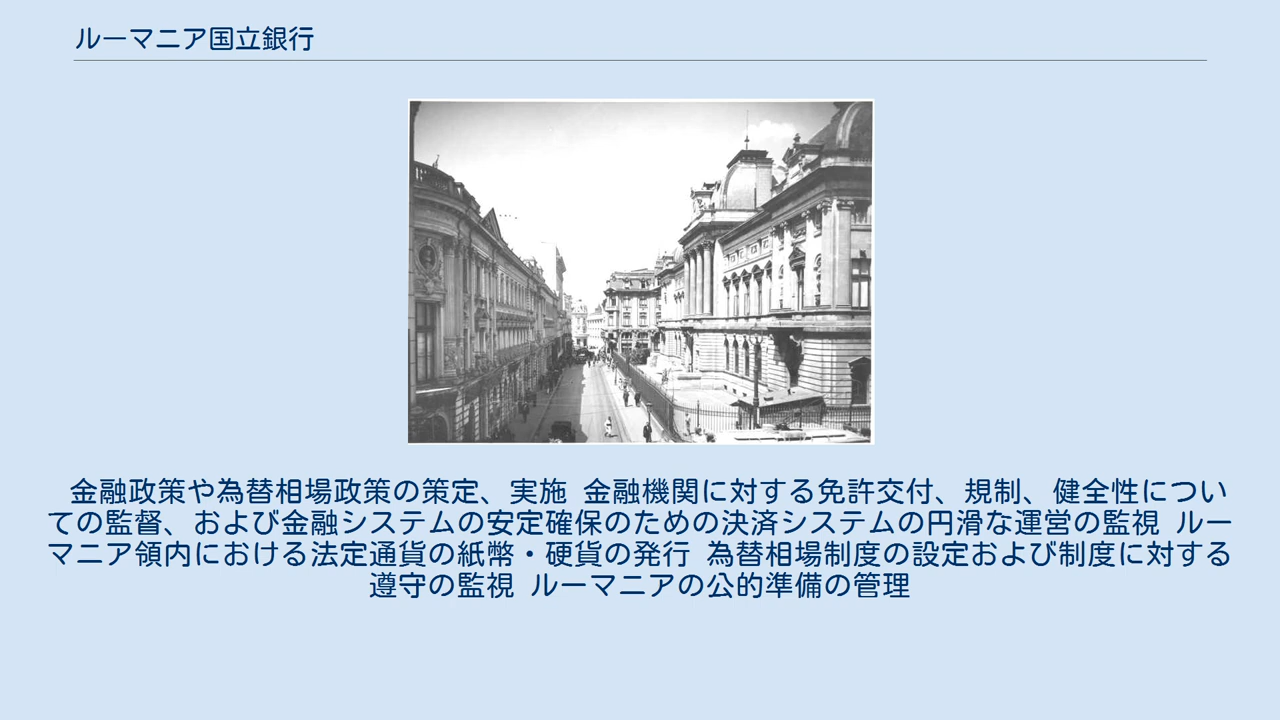 ルーマニア国立銀行
金融政策や為替相場政策の策定、実施 金融機関に対する免許交付、規制、健全性につい
ての監督、および金融システムの安定確保のための決済システムの円滑な運営の監視 ルー
マニア領内における法定通貨の紙幣・硬貨の発行 為替相場制度の設定および制度に対する
遵守の監視 ルーマニアの公的準備の管理